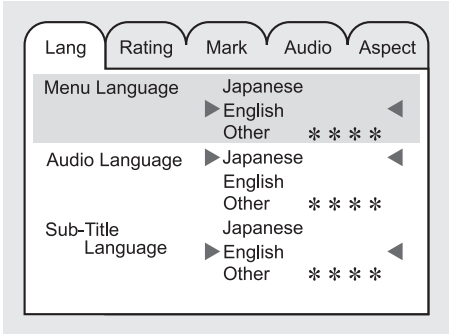 Lang Rating Mark Audio Aspect
Menu Language Japanese
English
Other ＊＊＊＊
Audio Language Japanese
English
Other ＊＊＊＊
Sub-Title Japanese
Language English
Other ＊＊＊＊